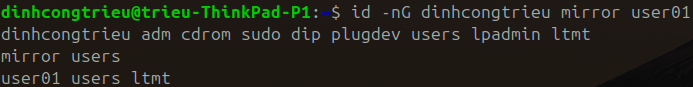 dinhcongtrieu@trieu-ThinkPad-P1:~$ id -nG dinhcongtrieu mirror user01
dinhcongtrieu adm cdrom sudo dip plugdev users lpadmin ltmt
mirror users
user01 users ltmt